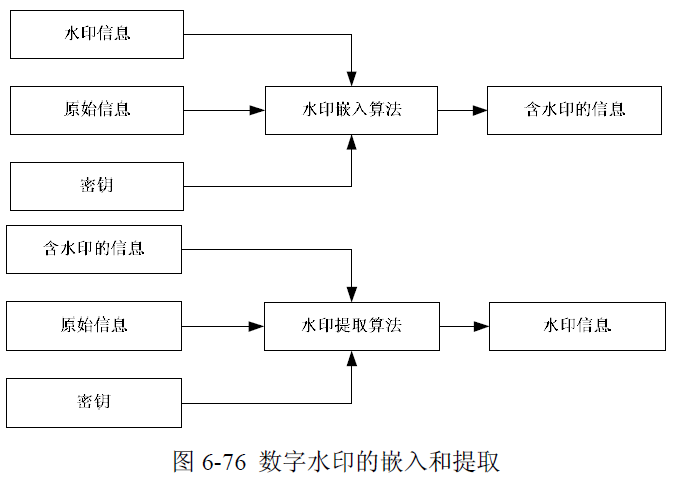 水印信息
原始信息
水印嵌入算法
含水印的信息
密钥
含水印的信息
原始信息
水印提取算法
水印信息
密钥
图 6-76 数字水印的嵌入和提取